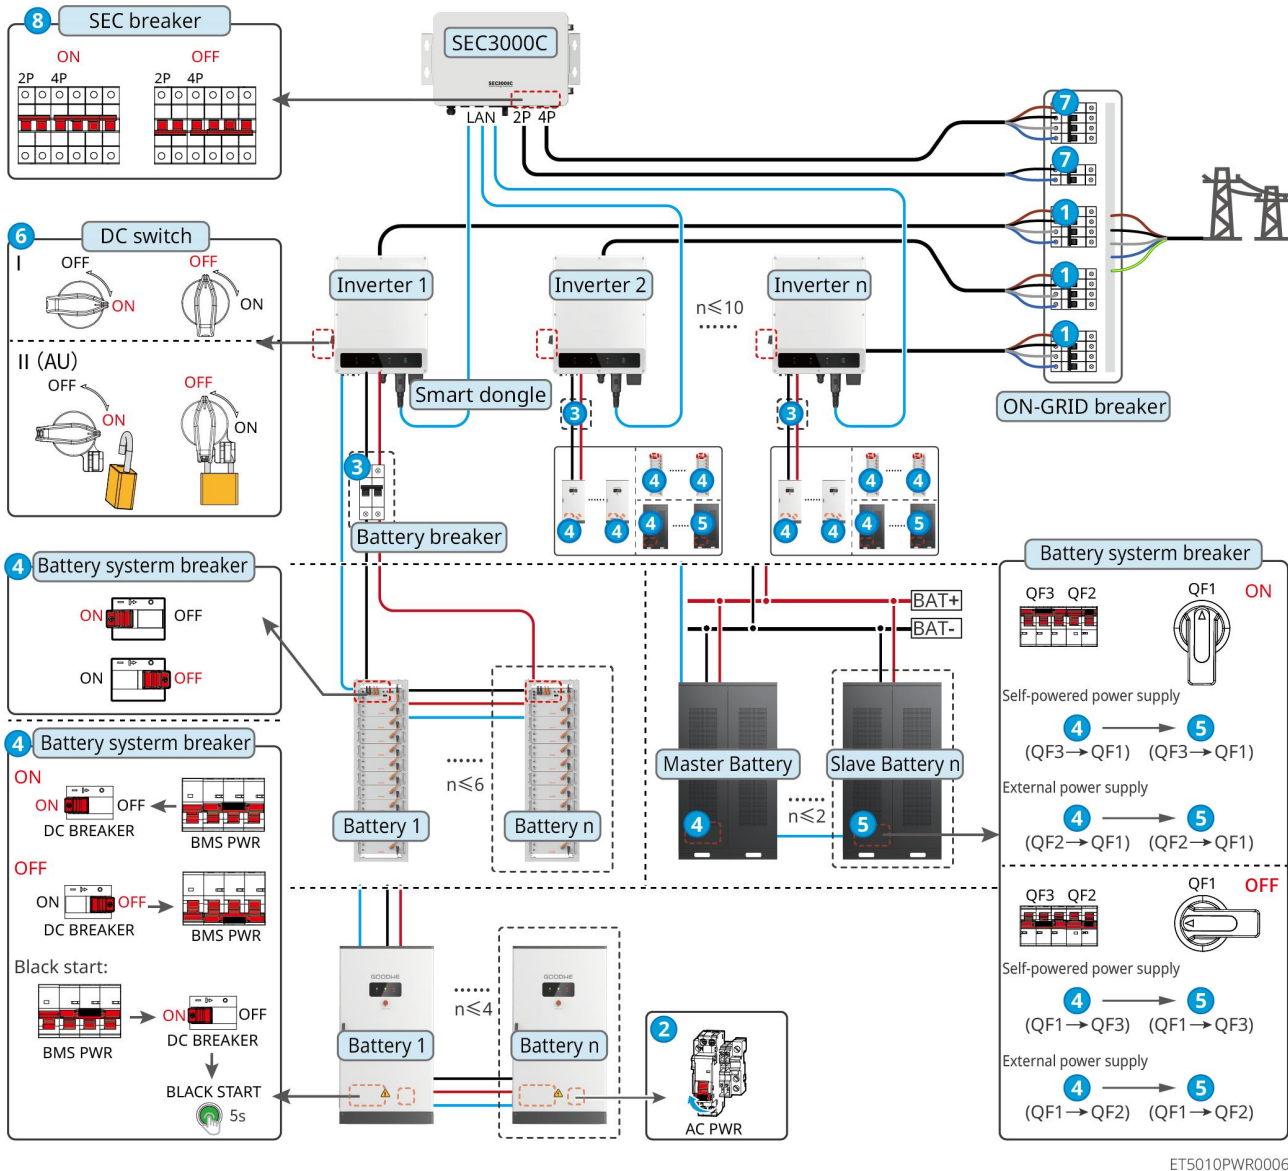 8
SEC breaker
ON
OFF
2P 4P
2P 4P
SEC3000C
SEC3000C
LAN 2P 4P
7
7
1
1
1
ON-GRID breaker
6
DC switch
I
OFF
ON
OFF
ON
II (AU)
OFF
ON
OFF
ON
Inverter 1
Inverter 2
Inverter n
n≤10
Smart dongle
3
3
3
Battery breaker
4
4
4
4
4
5
4
4
4
4
4
5
4
Battery systerm breaker
ON
OFF
ON
OFF
4
Battery systerm breaker
ON
ON
OFF
DC BREAKER
BMS PWR
OFF
ON
OFF
DC BREAKER
BMS PWR
Black start:
BMS PWR
ON
OFF
DC BREAKER
BLACK START
5s
Battery 1
n≤6
Battery n
BAT+
BAT-
Master Battery
Slave Battery n
4
n≤2
5
GOODWE
Battery 1
n≤4
GOODWE
Battery n
2
AC PWR
Battery systerm breaker
QF3 QF2
QF1
ON
Self-powered power supply
4
5
(QF3→QF1) (QF3→QF1)
External power supply
4
5
(QF2→QF1) (QF2→QF1)
QF3 QF2
QF1
OFF
Self-powered power supply
4
5
(QF1→QF3) (QF1→QF3)
External power supply
4
5
(QF1→QF2) (QF1→QF2)